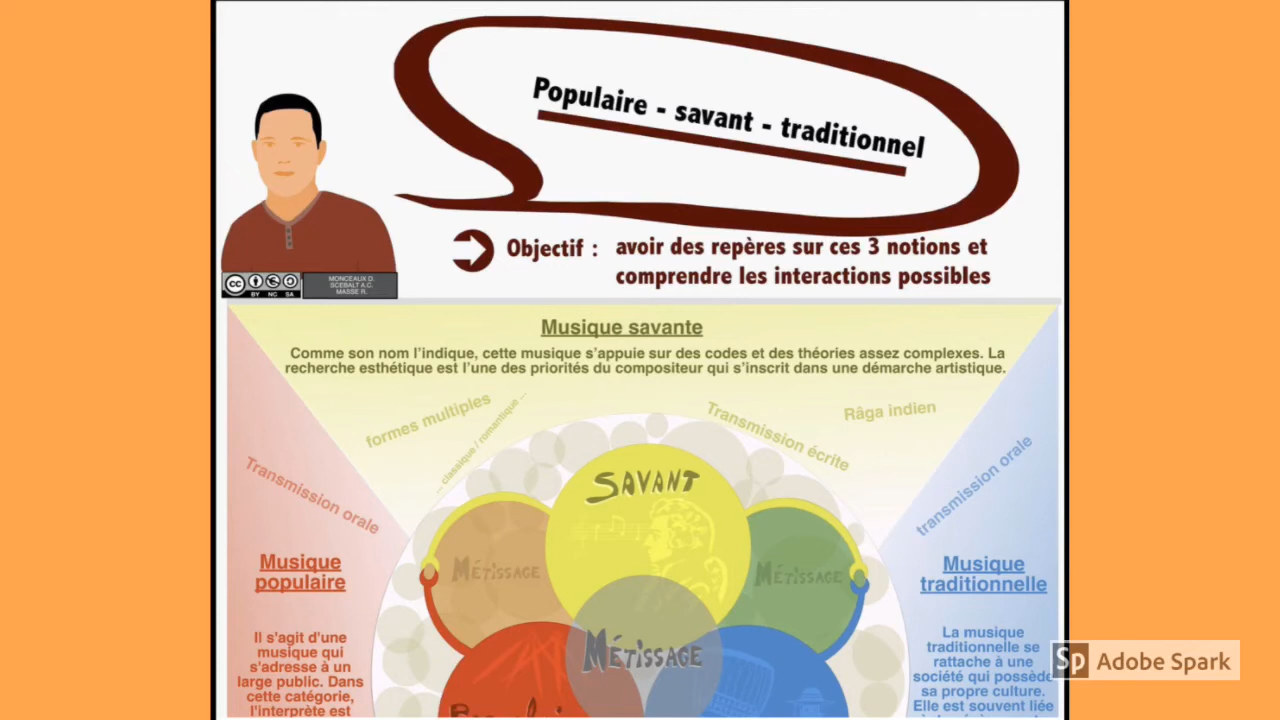 Populaire - savant - traditionnel
Objectif : avoir des repères sur ces 3 notions et
comprendre les interactions possibles
cc
BY NC SA
MONCEAUX D.
SCEBALT A.C.
MASSE R.
Musique savante
Comme son nom l'indique, cette musique s'appuie sur des codes et des théories assez complexes. La
recherche esthétique est l'une des priorités du compositeur qui s'inscrit dans une démarche artistique.
formes multiples
... classique / romantique ...
Transmission écrite
Râga indien
Transmission orale
transmission orale
SAVANT
MÉTISSAGE
MÉTISSAGE
MÉTISSAGE
Musique
populaire
Il s'agit d'une
musique qui
s'adresse à un
large public. Dans
cette catégorie,
l'interprète est
Musique
traditionnelle
La musique
traditionnelle se
rattache à une
société qui possède
sa propre culture.
Elle est souvent liée
Sp Adobe Spark